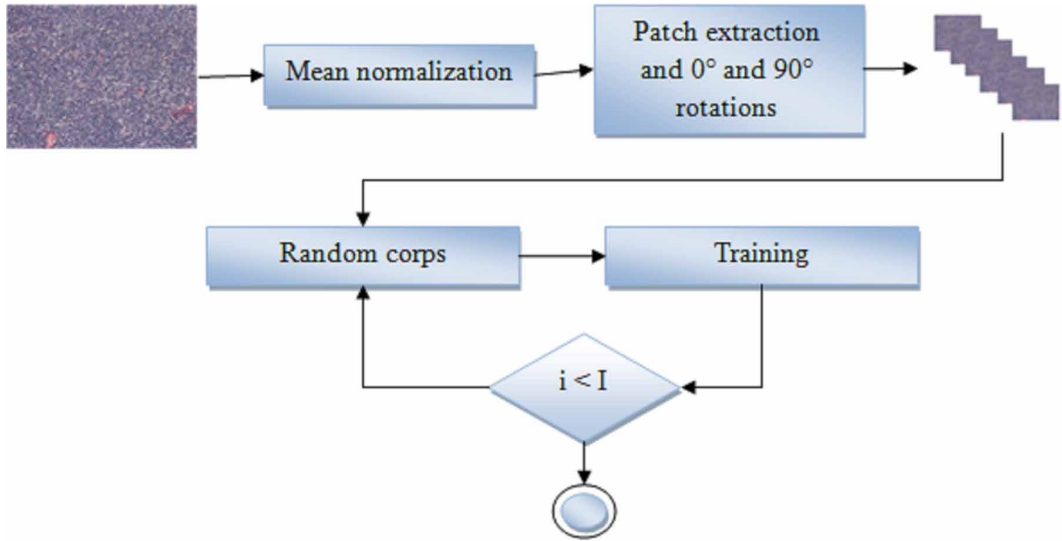 Mean normalization
Patch extraction
and 0° and 90°
rotations
Random corps
Training
i < I